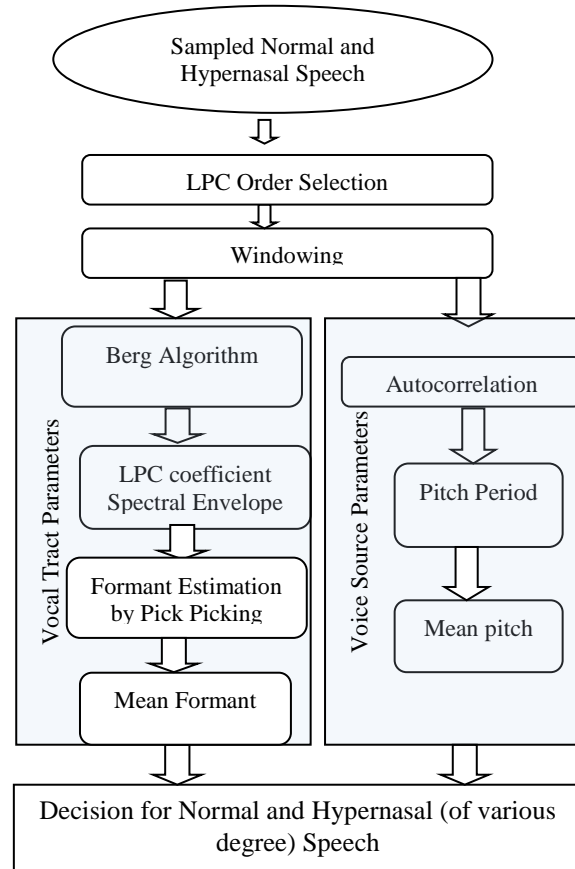 Sampled Normal and
Hypernasal Speech
LPC Order Selection
Windowing
Vocal Tract Parameters
Berg Algorithm
LPC coefficient
Spectral Envelope
Formant Estimation
by Pick Picking
Mean Formant
Voice Source Parameters
Autocorrelation
Pitch Period
Mean pitch
Decision for Normal and Hypernasal (of various
degree) Speech